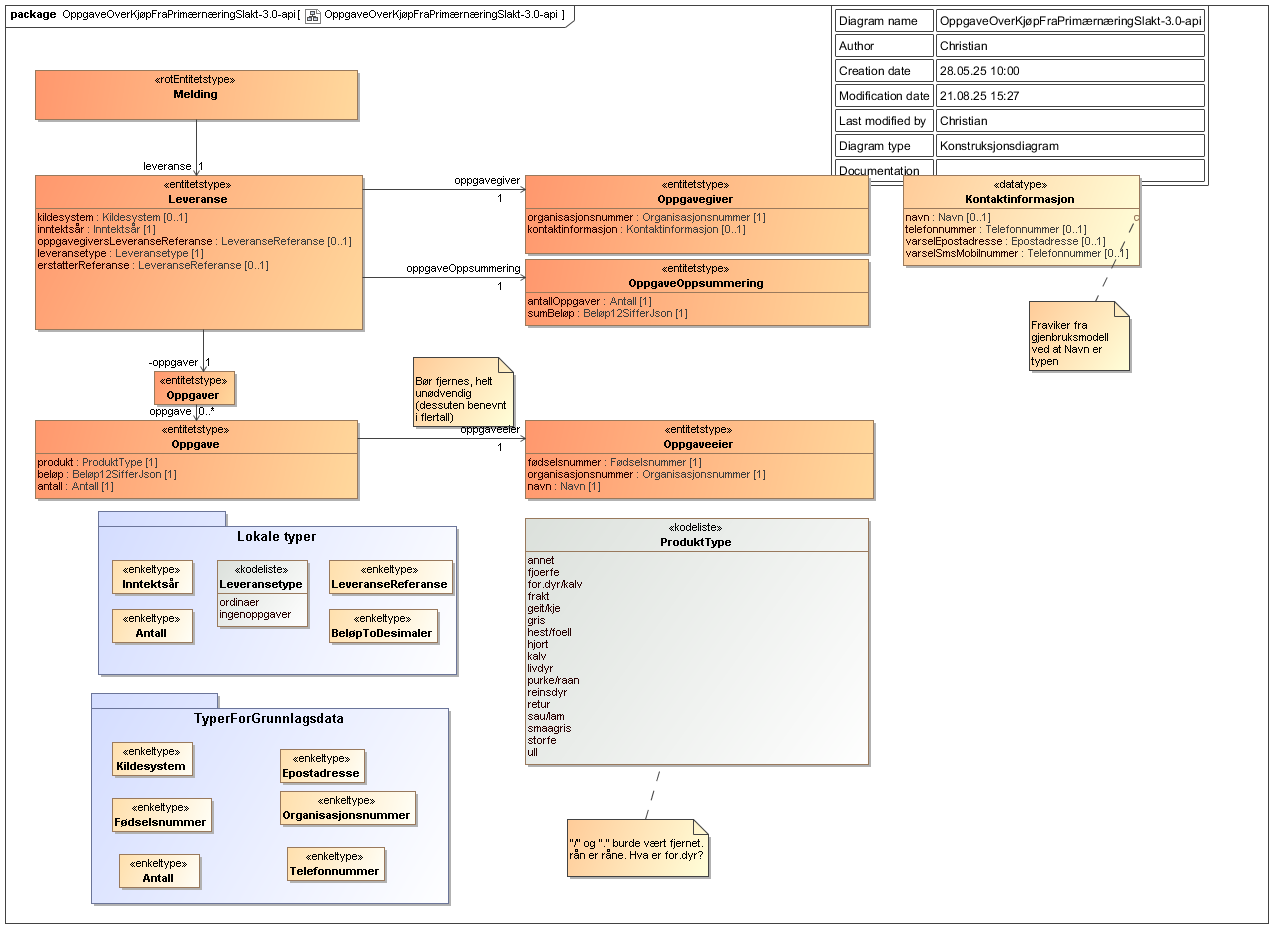 package OppgaveOverKjøpFraPrimærnæringSlakt-3.0-api[ OppgaveOverKjøpFraPrimærnæringSlakt-3.0-api ]
Diagram name OppgaveOverKjøpFraPrimærnæringSlakt-3.0-api
Author Christian
Creation date 28.05.25 10:00
Modification date 21.08.25 15:27
Last modified by Christian
Diagram type Konstruksjonsdiagram
Documentation
«rotEntitetstype»
Melding
leveranse 1
«entitetstype»
Leveranse
kildesystem : Kildesystem [0..1]
inntektsår : Inntektsår [1]
oppgavegiversLeveranseReferanse : LeveranseReferanse [0..1]
leveransetype : Leveransetype [1]
erstatterReferanse : LeveranseReferanse [0..1]
oppgavegiver
1
«entitetstype»
Oppgavegiver
organisasjonsnummer : Organisasjonsnummer [1]
kontaktinformasjon : Kontaktinformasjon [0..1]
«datatype»
Kontaktinformasjon
navn : Navn [0..1]
telefonnummer : Telefonnummer [0..1]
varselEpostadresse : Epostadresse [0..1]
varselSmsMobilnummer : Telefonnummer [0..1]
oppgaveOppsummering
1
«entitetstype»
OppgaveOppsummering
antallOppgaver : Antall [1]
sumBeløp : Beløp12SifferJson [1]
Fraviker fra
gjenbruksmodell
ved at Navn er
typen
-oppgaver 1
«entitetstype»
Oppgaver
oppgave 0..*
Bør fjernes, helt
unødvendig
(dessuten benevnt
i flertall)
«entitetstype»
Oppgave
produkt : ProduktType [1]
beløp : Beløp12SifferJson [1]
antall : Antall [1]
oppgaveeier
1
«entitetstype»
Oppgaveeier
fødselsnummer : Fødselsnummer [1]
organisasjonsnummer : Organisasjonsnummer [1]
navn : Navn [1]
Lokale typer
«enkeltype»
Inntektsår
«kodeliste»
Leveransetype
ordinaer
ingenoppgaver
«enkeltype»
LeveranseReferanse
«enkeltype»
Antall
«enkeltype»
BeløpToDesimaler
«kodeliste»
ProduktType
annet
fjoerfe
for.dyr/kalv
frakt
geit/kje
gris
hest/foell
hjort
kalv
livdyr
purke/raan
reinsdyr
retur
sau/lam
smaagris
storfe
ull
TyperForGrunnlagsdata
«enkeltype»
Kildesystem
«enkeltype»
Epostadresse
«enkeltype»
Fødselsnummer
«enkeltype»
Organisasjonsnummer
«enkeltype»
Antall
«enkeltype»
Telefonnummer
"/" og "." burde vært fjernet.
rån er råne. Hva er for.dyr?